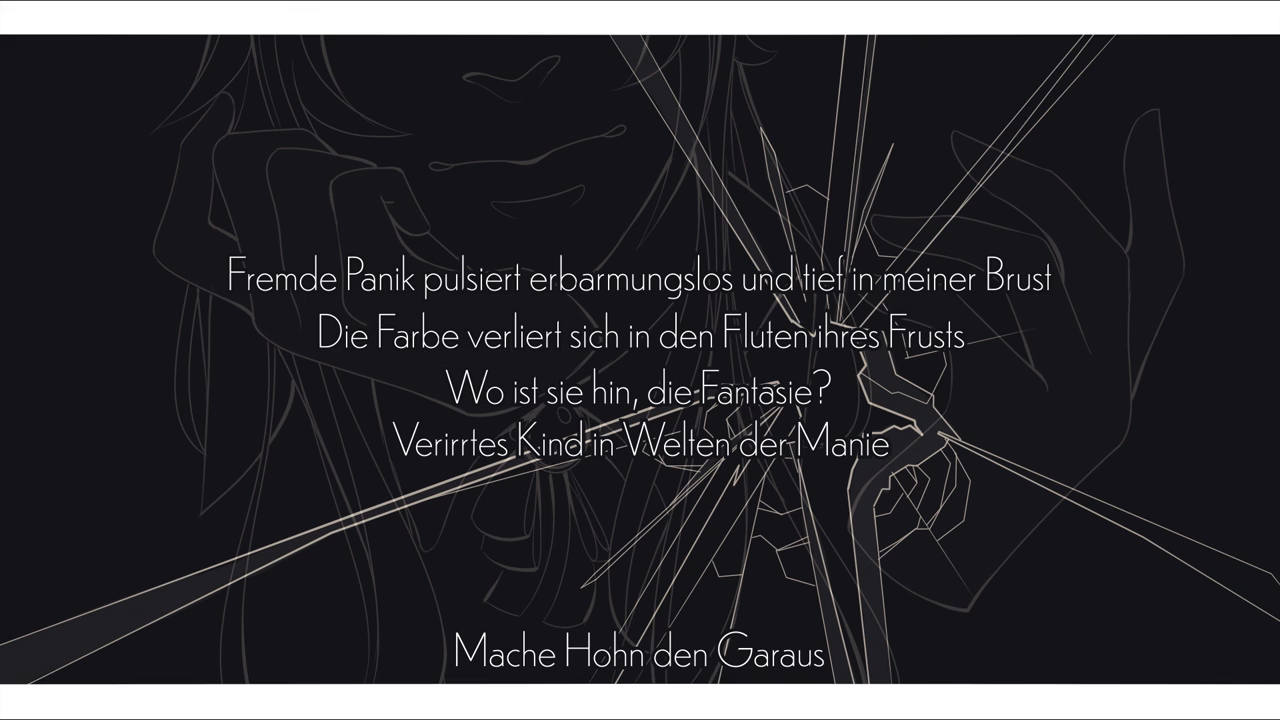 Fremde Panik pulsiert erbarmungslos und tief in meiner Brust
Die Farbe verliert sich in den Fluten ihres Frusts
Wo ist sie hin, die Fantasie?
Verirrtes Kind in Welten der Manie
Mache Hohn den Garaus